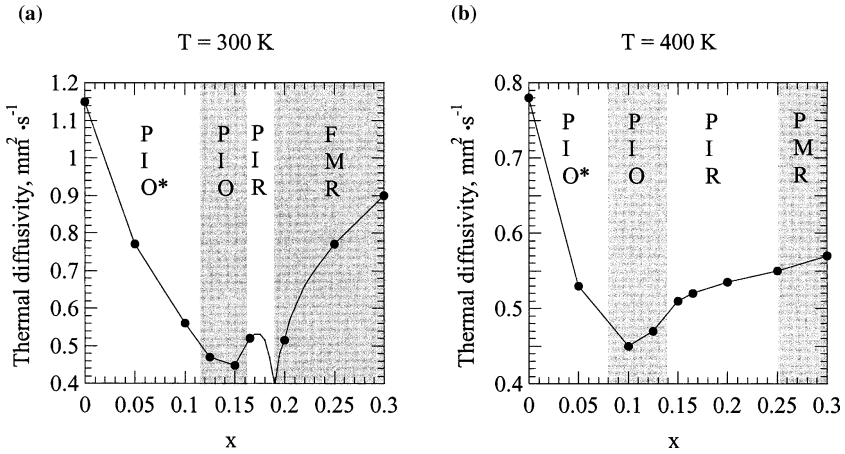 (a)
T = 300 K
Thermal diffusivity, mm² •s⁻¹
1.2
1.1
1
0.9
0.8
0.7
0.6
0.5
0.4
P I O*
P I O
P I R
F M R
0
0.05
0.1
0.15
0.2
0.25
0.3
x
(b)
T = 400 K
Thermal diffusivity, mm² •s⁻¹
0.8
0.7
0.6
0.5
0.4
P I O*
P I O
P I R
P M R
0
0.05
0.1
0.15
0.2
0.25
0.3
x